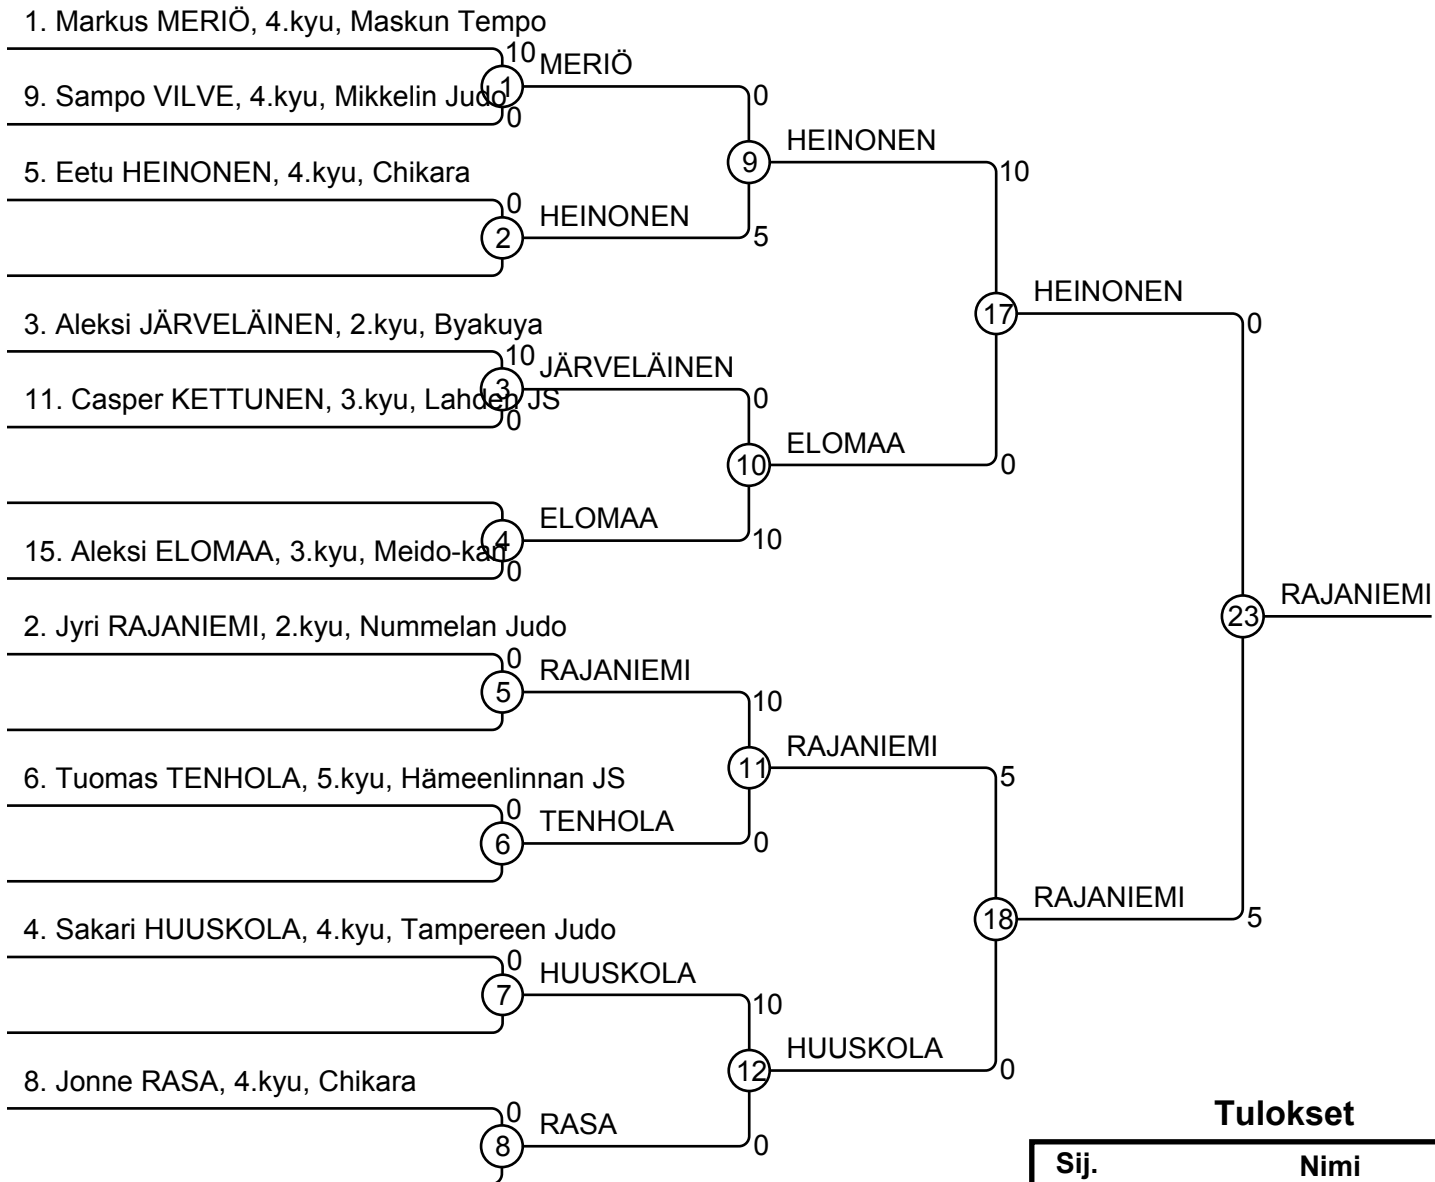 1. Markus MERIÖ, 4.kyu, Maskun Tempo
10
MERIÖ
1
9. Sampo VILVE, 4.kyu, Mikkelin Judo
0
0
HEINONEN
9
10
5. Eetu HEINONEN, 4.kyu, Chikara
0
HEINONEN
2
5
HEINONEN
17
0
3. Aleksi JÄRVELÄINEN, 2.kyu, Byakuya
10
JÄRVELÄINEN
3
11. Casper KETTUNEN, 3.kyu, Lahden JS
0
0
ELOMAA
10
0
ELOMAA
4
15. Aleksi ELOMAA, 3.kyu, Meido-kan
0
10
RAJANIEMI
23
2. Jyri RAJANIEMI, 2.kyu, Nummelan Judo
0
RAJANIEMI
5
10
RAJANIEMI
11
5
6. Tuomas TENHOLA, 5.kyu, Hämeenlinnan JS
0
TENHOLA
6
0
RAJANIEMI
18
5
4. Sakari HUUSKOLA, 4.kyu, Tampereen Judo
0
HUUSKOLA
7
10
HUUSKOLA
12
0
8. Jonne RASA, 4.kyu, Chikara
0
RASA
8
0
Tulokset
Sij. Nimi